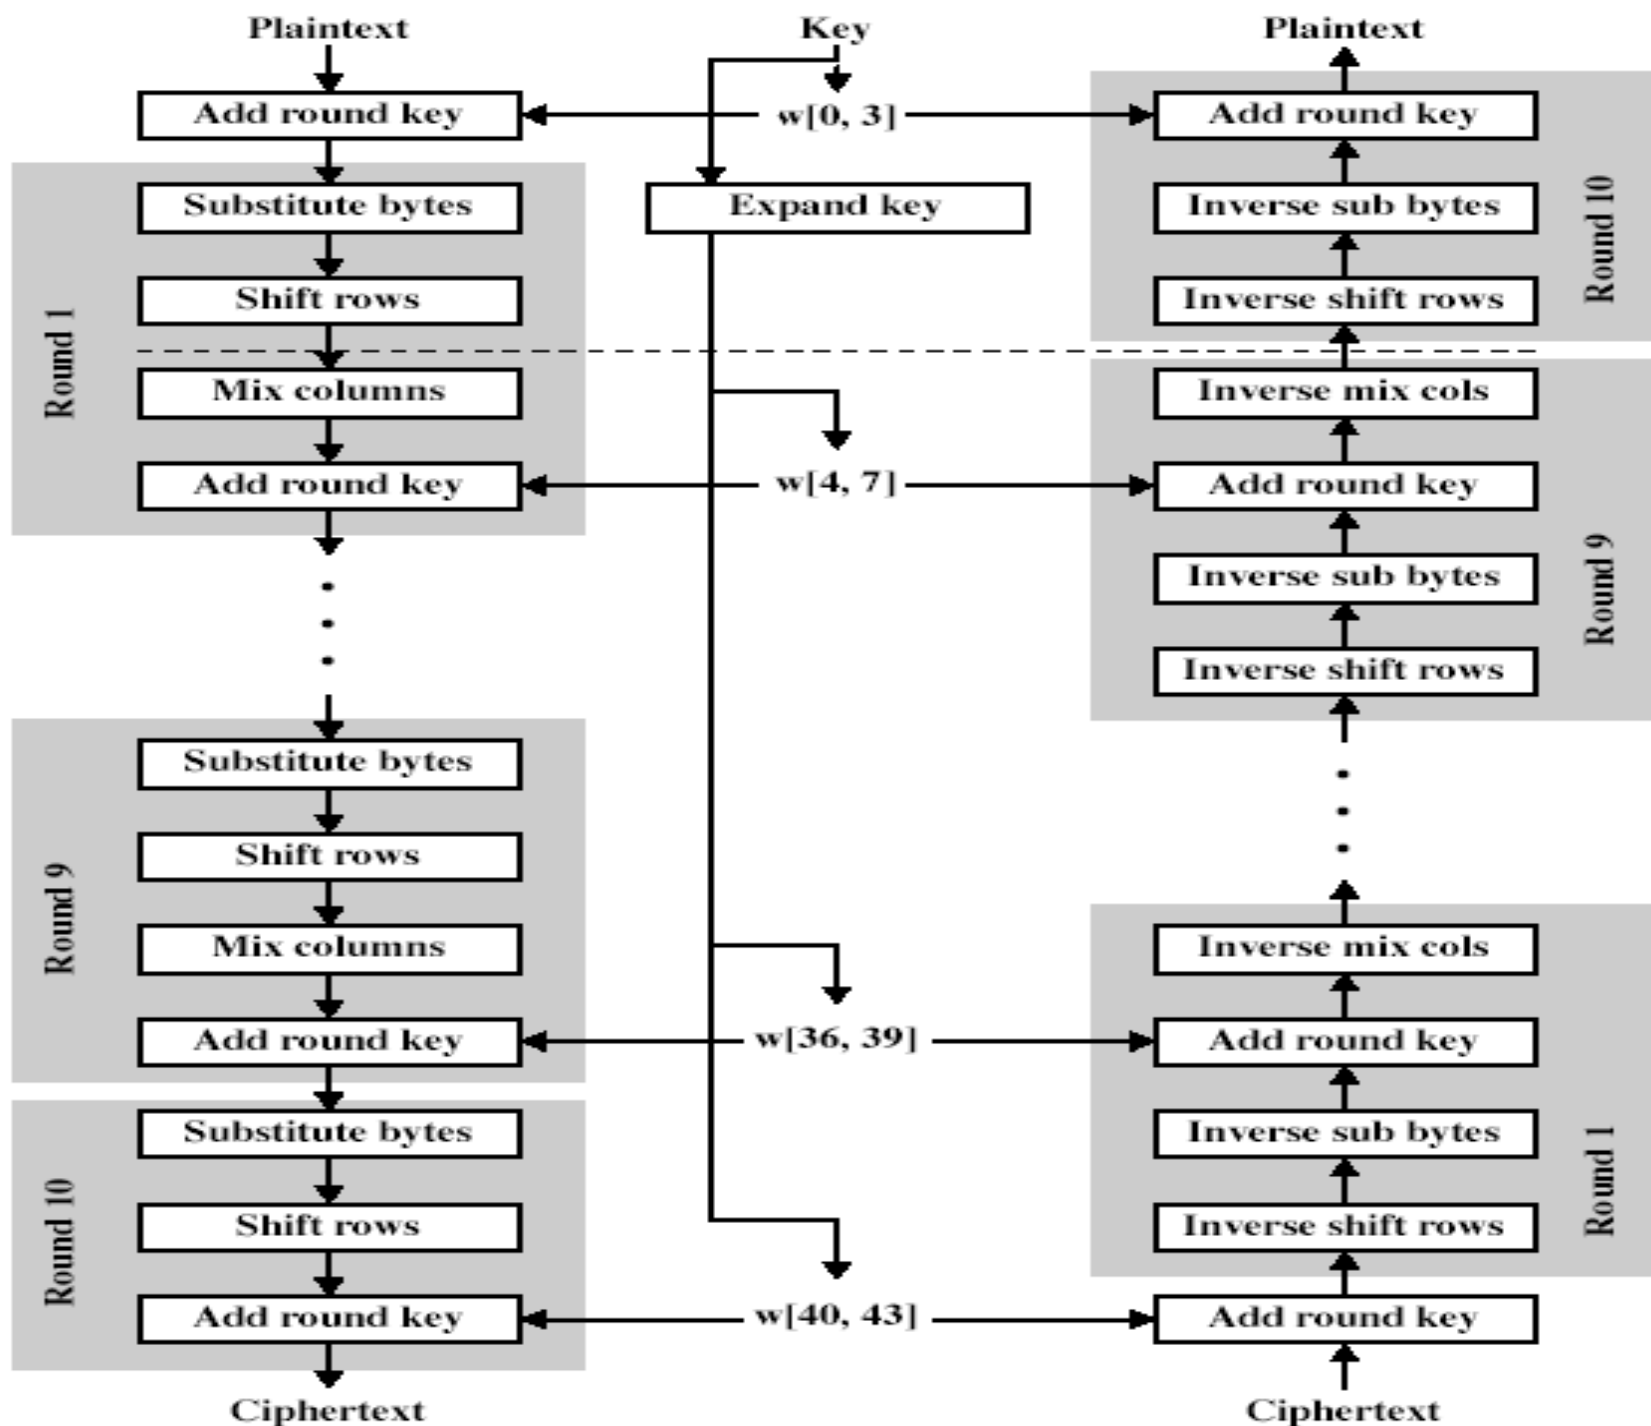 Plaintext
Add round key
Round 1
Substitute bytes
Shift rows
Mix columns
Add round key
Round 9
Substitute bytes
Shift rows
Mix columns
Add round key
Round 10
Substitute bytes
Shift rows
Add round key
Ciphertext
Key
w[0, 3]
Expand key
w[4, 7]
w[36, 39]
w[40, 43]
Plaintext
Add round key
Inverse sub bytes
Inverse shift rows
Round 10
Inverse mix cols
Add round key
Inverse sub bytes
Inverse shift rows
Round 9
Inverse mix cols
Add round key
Inverse sub bytes
Inverse shift rows
Round 1
Add round key
Ciphertext